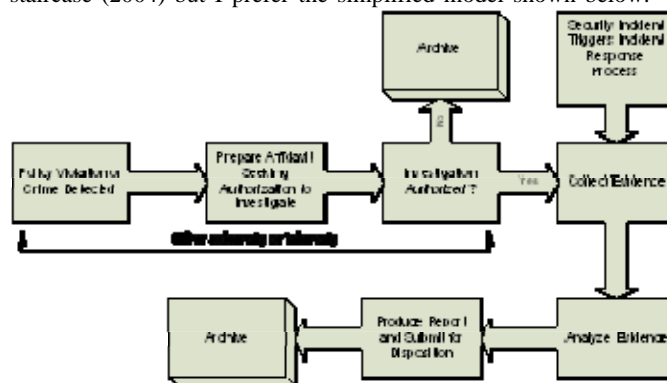 staircase (2004) but I prefer the simplified model shown below.
Archive
Security Incident
Triggers Incident
Response
Process
Policy Violation or
Crime Detected
Prepare Affidavit
Seeking
Authorization to
Investigate
Investigation
Authorized?
No
Yes
Collect Evidence
Archive
Produce Report
and Submit for
Disposition
Analyze Evidence